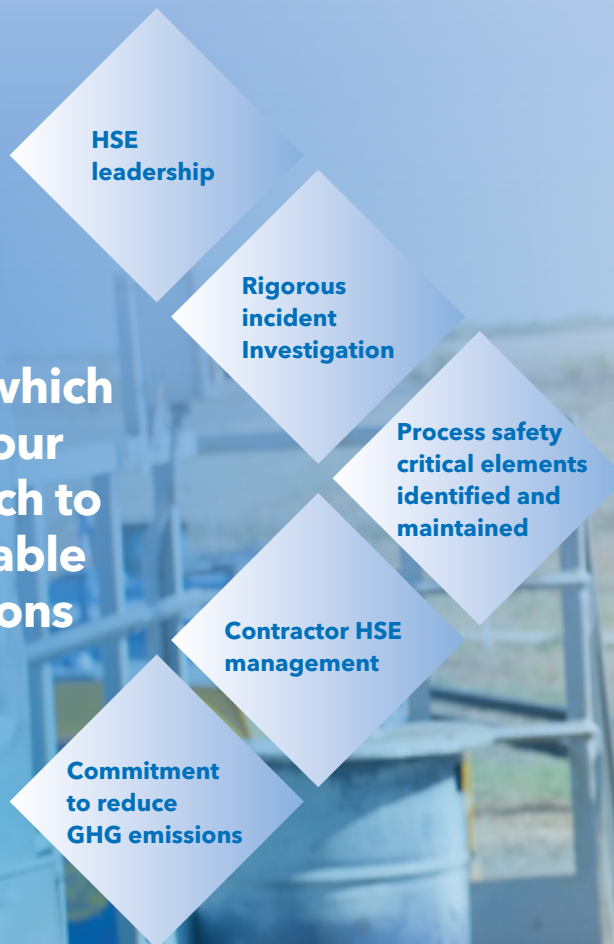 HSE
leadership
Rigorous
incident
Investigation
which
our
ch to
able
ons
Process safety
critical elements
identified and
maintained
Contractor HSE
management
Commitment
to reduce
GHG emissions